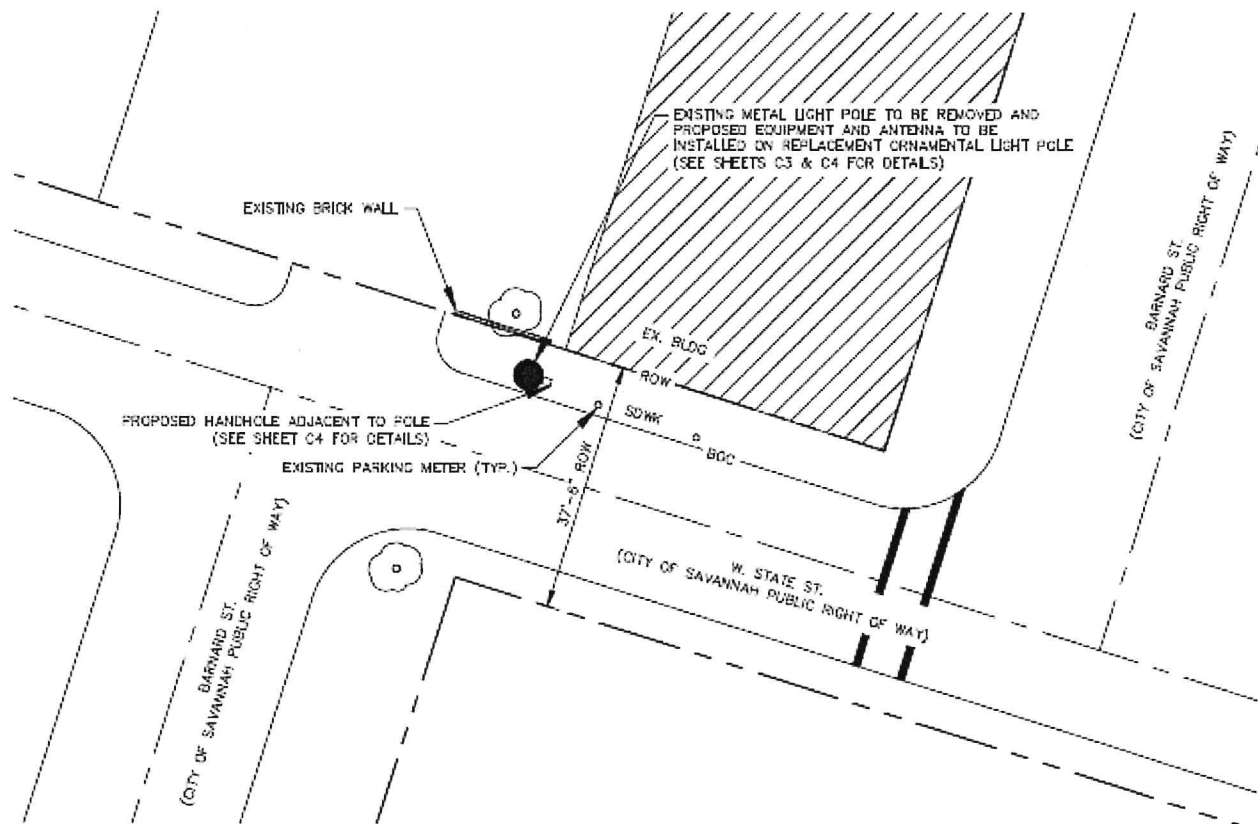 EXISTING METAL LIGHT POLE TO BE REMOVED AND
PROPOSED EQUIPMENT AND ANTENNA TO BE
INSTALLED ON REPLACEMENT ORNAMENTAL LIGHT POLE
(SEE SHEETS C3 & C4 FOR DETAILS)
EXISTING BRICK WALL
BARNARD ST.
(CITY OF SAVANNAH PUBLIC RIGHT OF WAY)
EX. BLDG
ROW
SDWK
BOC
PROPOSED HANDHOLE ADJACENT TO POLE
(SEE SHEET C4 FOR DETAILS)
EXISTING PARKING METER (TYP.)
37'-6" ROW
W. STATE ST.
(CITY OF SAVANNAH PUBLIC RIGHT OF WAY)
BARNARD ST.
(CITY OF SAVANNAH PUBLIC RIGHT OF WAY)